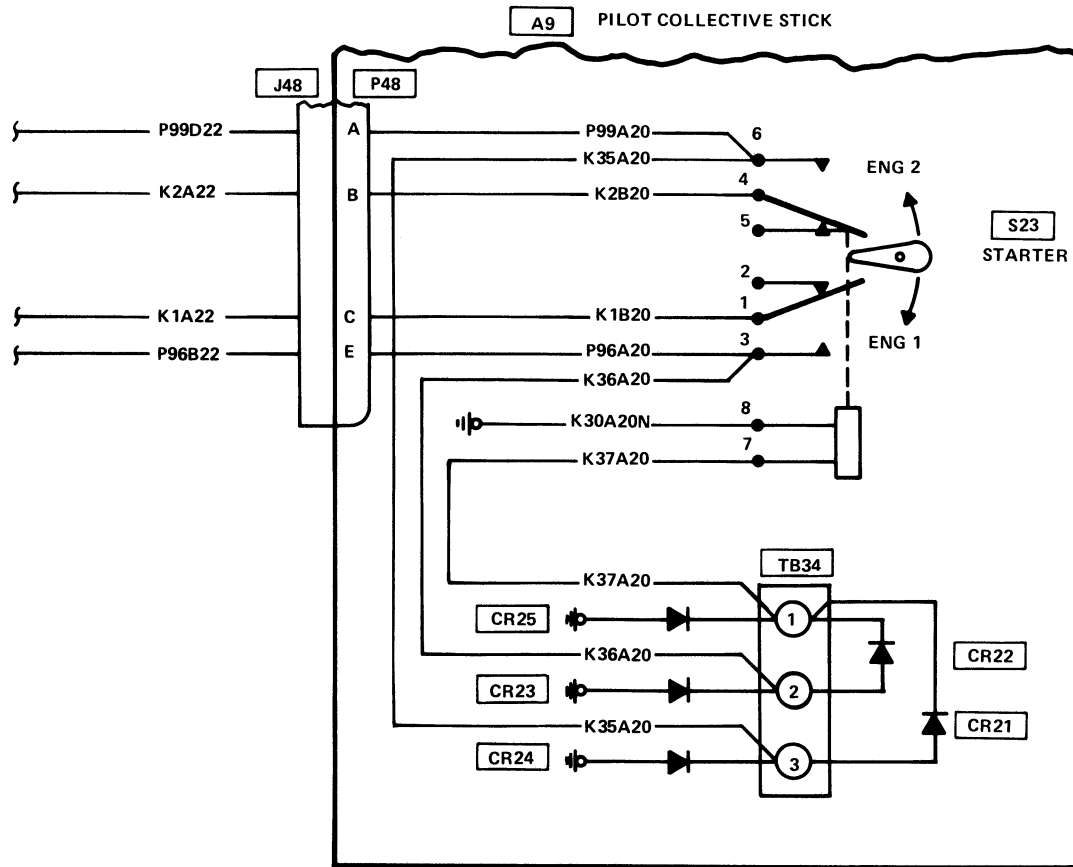 A9 PILOT COLLECTIVE STICK
J48 P48
P99D22 A P99A20 6
K35A20
ENG 2
K2A22 B K2B20 4
5
S23
STARTER
2
K1A22 C K1B20 1
P96B22 E P96A20 3
ENG 1
K36A20
K30A20N 8
K37A20 7
TB34
K37A20
CR25 1
K36A20
CR22
CR23 2
K35A20
CR21
CR24 3